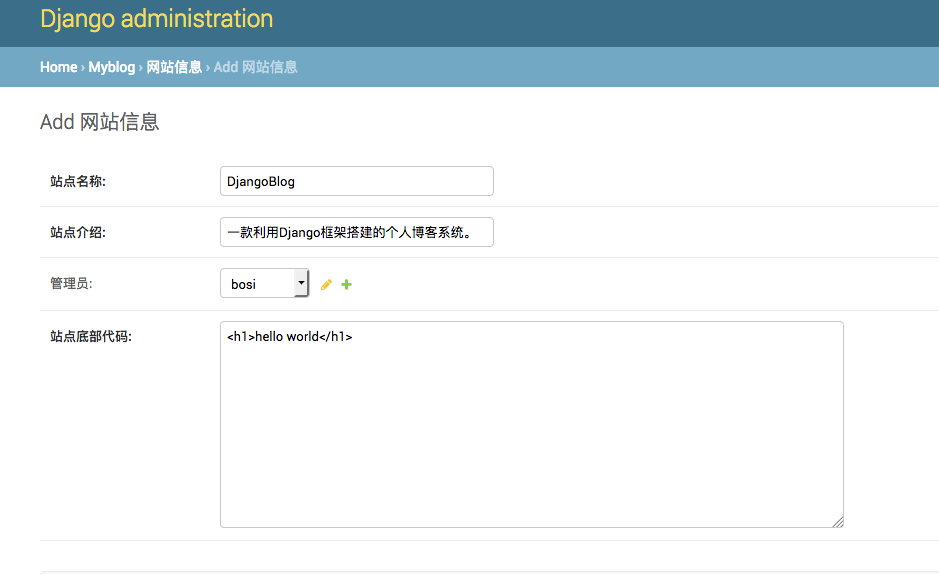 Django administration
Home › Myblog › 网站信息 › Add 网站信息
Add 网站信息
站点名称: DjangoBlog
站点介绍: 一款利用Django框架搭建的个人博客系统。
管理员: bosi
站点底部代码: <h1>hello world</h1>